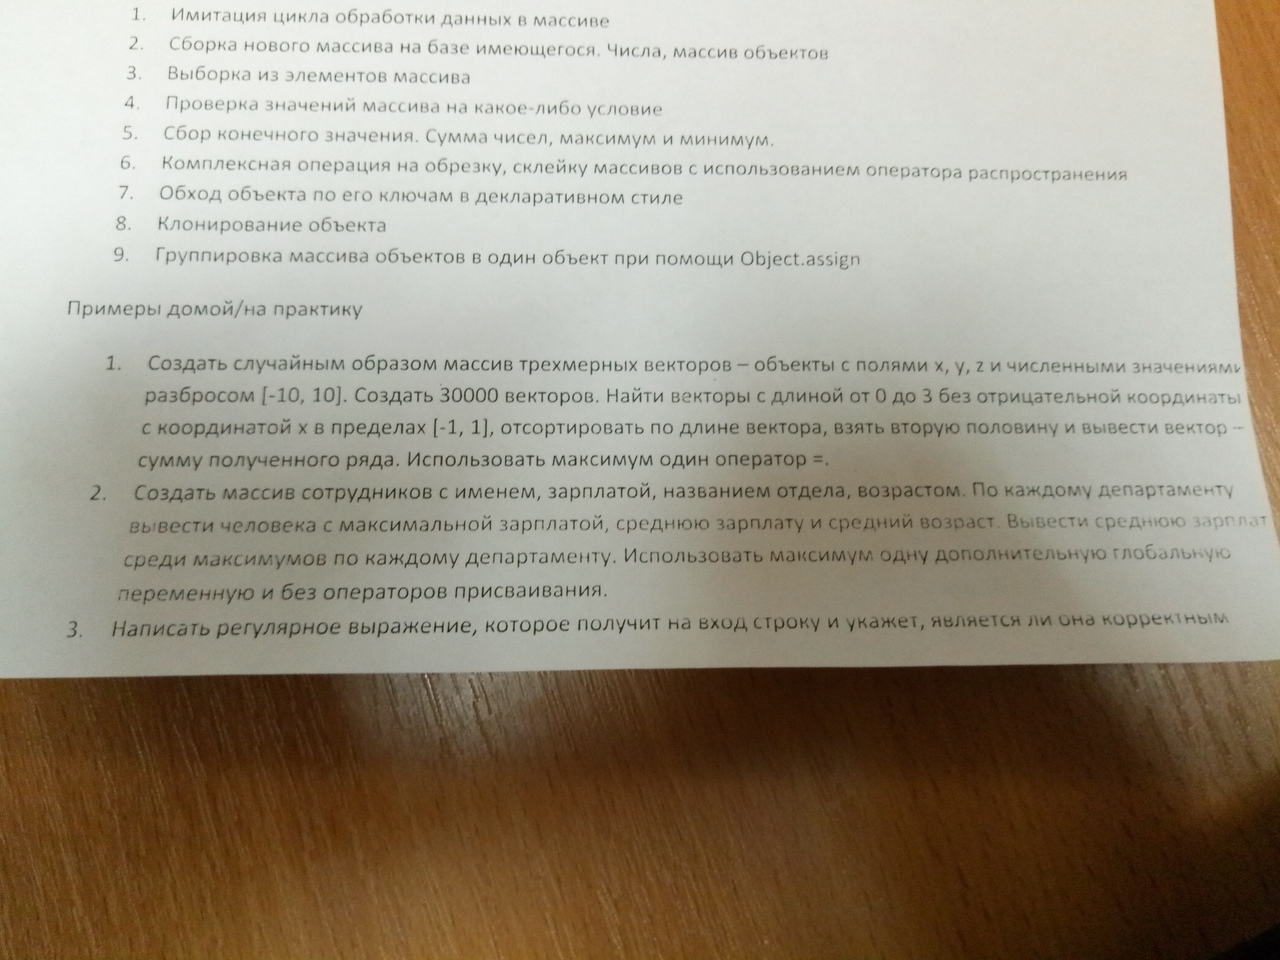 1. Имитация цикла обработки данных в массиве
2. Сборка нового массива на базе имеющегося. Числа, массив объектов
3. Выборка из элементов массива
4. Проверка значений массива на какое-либо условие
5. Сбор конечного значения. Сумма чисел, максимум и минимум.
6. Комплексная операция на обрезку, склейку массивов с использованием оператора распространения
7. Обход объекта по его ключам в декларативном стиле
8. Клонирование объекта
9. Группировка массива объектов в один объект при помощи Object.assign
Примеры домой/на практику
1. Создать случайным образом массив трехмерных векторов – объекты с полями x, y, z и численными значениями
разбросом [-10, 10]. Создать 30000 векторов. Найти векторы с длиной от 0 до 3 без отрицательной координаты
с координатой x в пределах [-1, 1], отсортировать по длине вектора, взять вторую половину и вывести вектор –
сумму полученного ряда. Использовать максимум один оператор =.
2. Создать массив сотрудников с именем, зарплатой, названием отдела, возрастом. По каждому департаменту
вывести человека с максимальной зарплатой, среднюю зарплату и средний возраст. Вывести среднюю зарплат
среди максимумов по каждому департаменту. Использовать максимум одну дополнительную глобальную
переменную и без операторов присваивания.
3. Написать регулярное выражение, которое получит на вход строку и укажет, является ли она корректным